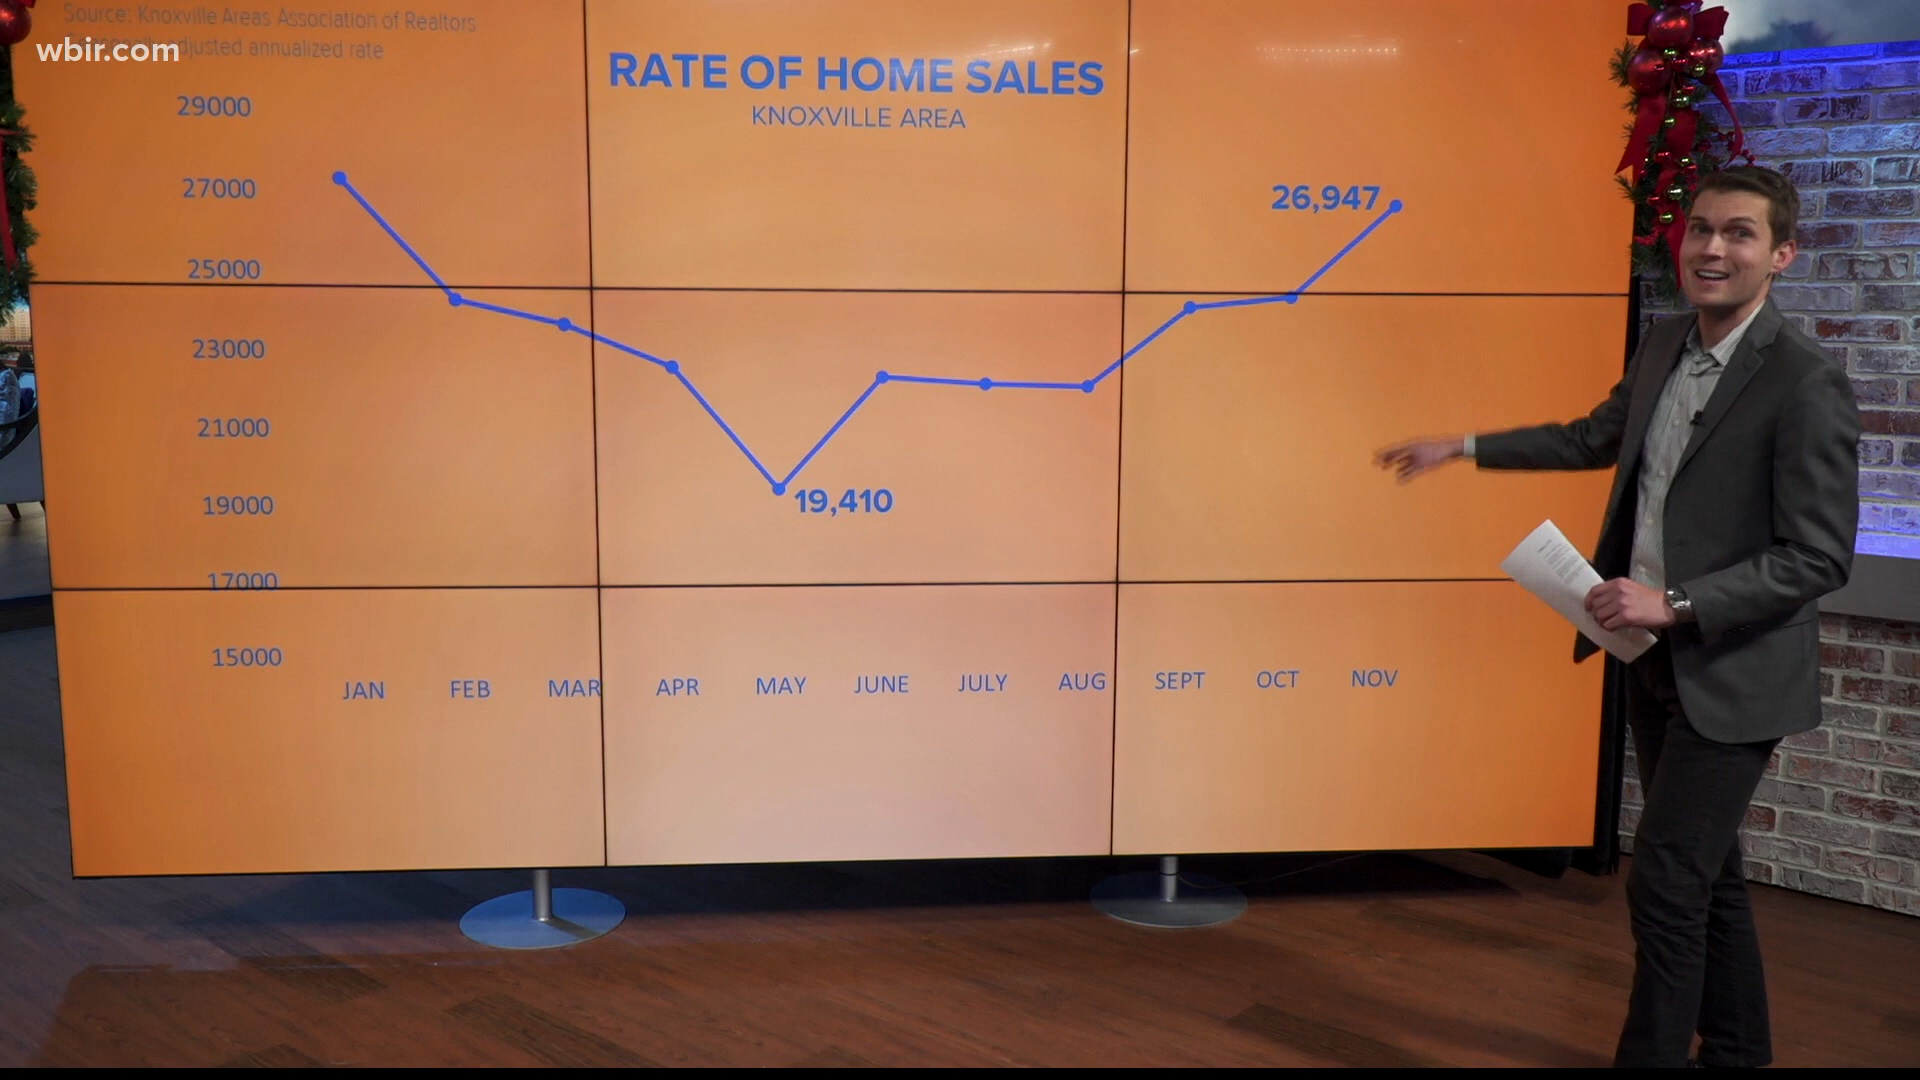 Source: Knoxville Areas Association of Realtors
wbir.com
adjusted annualized rate
RATE OF HOME SALES
KNOXVILLE AREA
29000
27000
25000
23000
21000
19000
17000
15000
26,947
19,410
JAN FEB MAR APR MAY JUNE JULY AUG SEPT OCT NOV